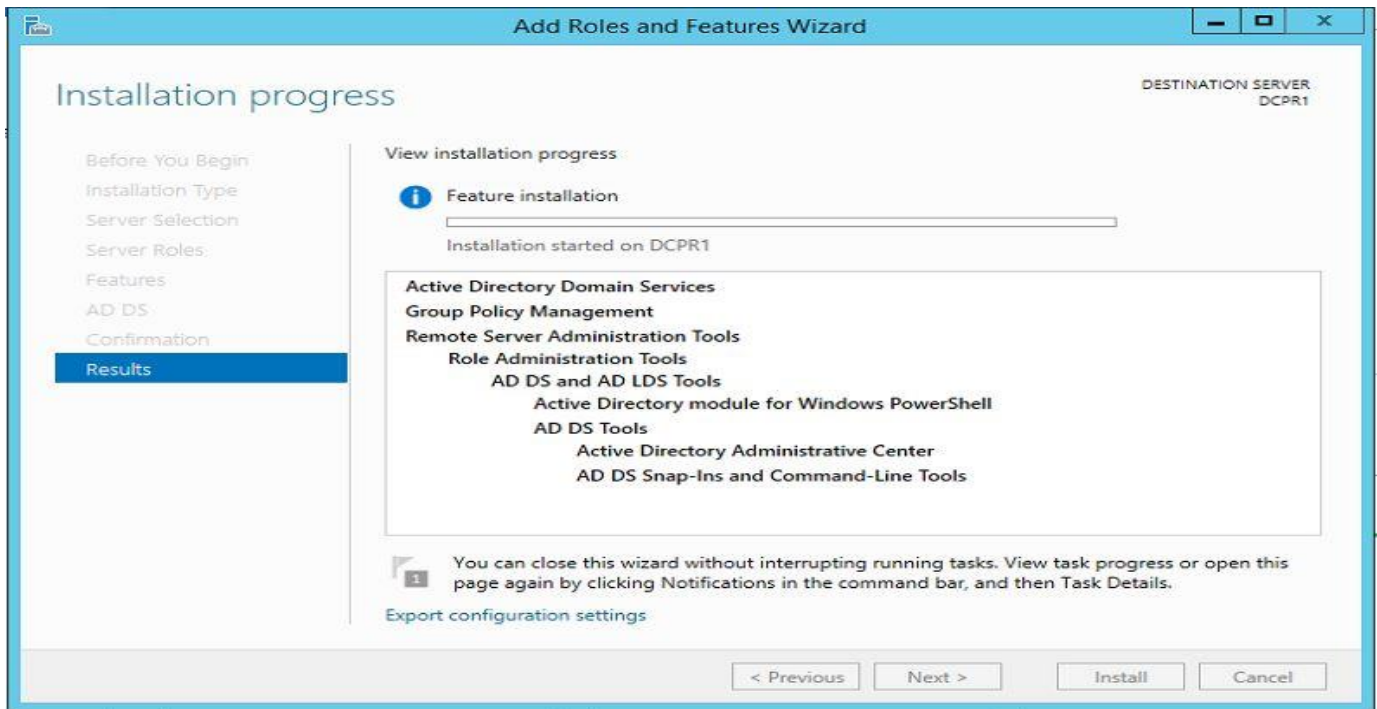 Add Roles and Features Wizard
Installation progress
DESTINATION SERVER
DCPR1
Before You Begin
Installation Type
Server Selection
Server Roles
Features
AD DS
Confirmation
Results
View installation progress
Feature installation
Installation started on DCPR1
Active Directory Domain Services
Group Policy Management
Remote Server Administration Tools
Role Administration Tools
AD DS and AD LDS Tools
Active Directory module for Windows PowerShell
AD DS Tools
Active Directory Administrative Center
AD DS Snap-Ins and Command-Line Tools
1
You can close this wizard without interrupting running tasks. View task progress or open this
page again by clicking Notifications in the command bar, and then Task Details.
Export configuration settings
< Previous
Next >
Install
Cancel